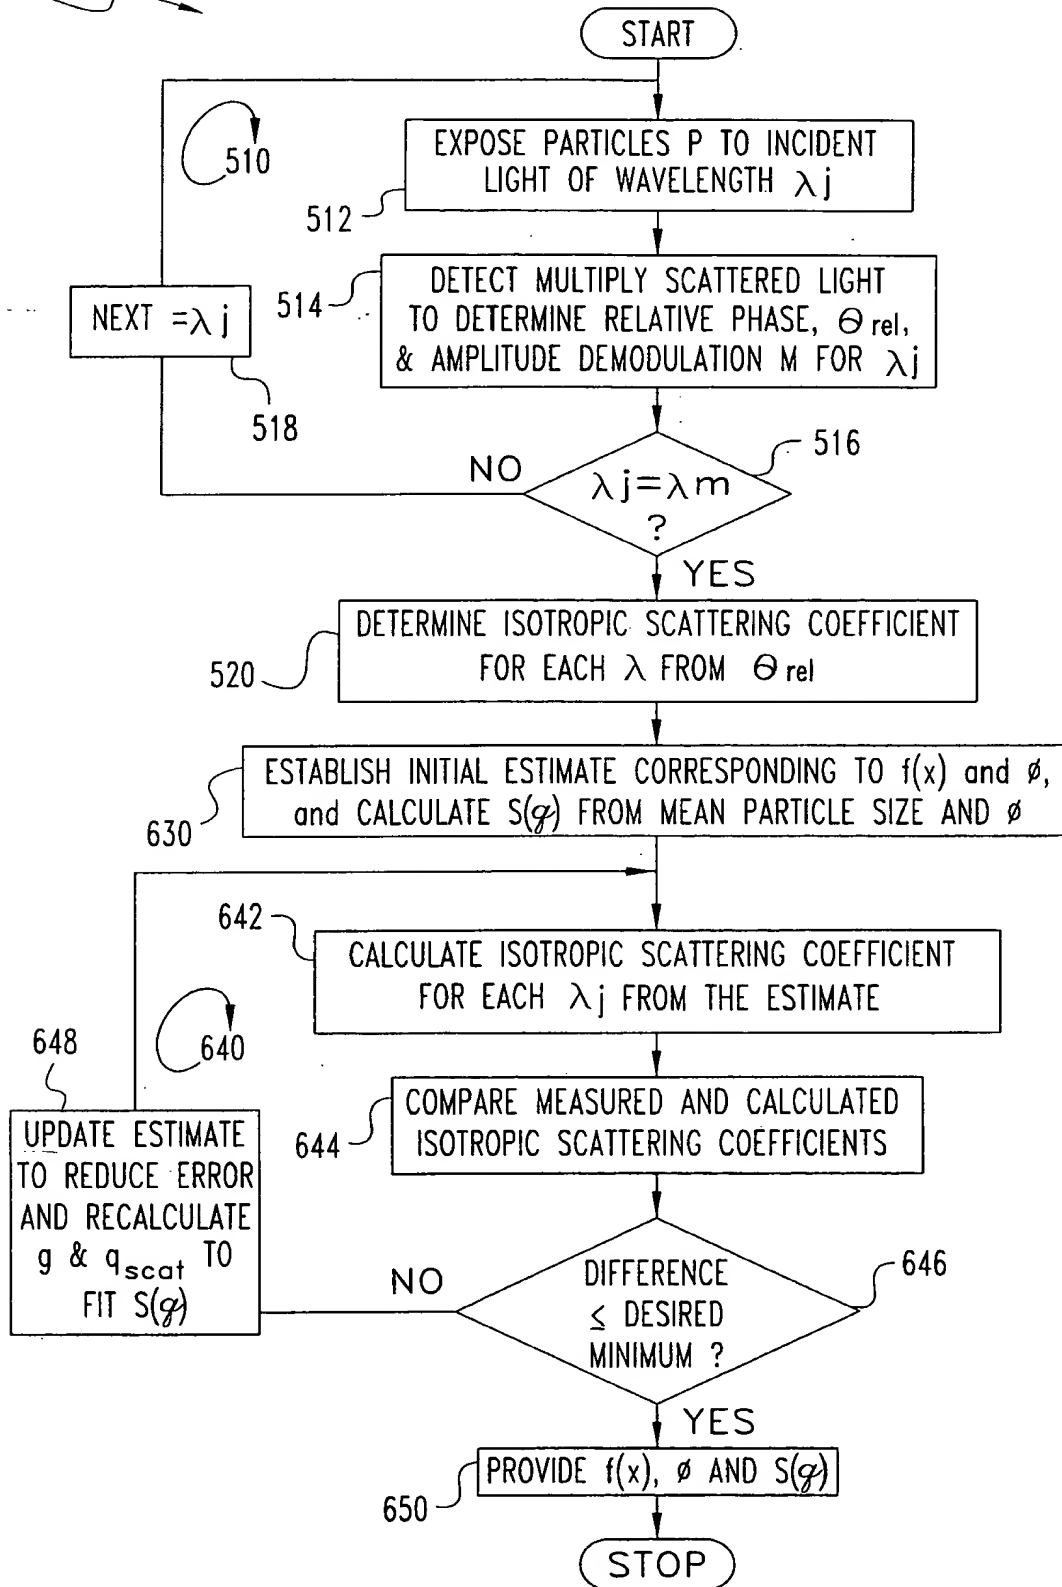 START
EXPOSE PARTICLES P TO INCIDENT
LIGHT OF WAVELENGTH λj
510
512
DETECT MULTIPLY SCATTERED LIGHT
TO DETERMINE RELATIVE PHASE, Θrel,
& AMPLITUDE DEMODULATION M FOR λj
514
NEXT =λj
518
516
NO
λj=λm
?
YES
DETERMINE ISOTROPIC SCATTERING COEFFICIENT
FOR EACH λ FROM Θrel
520
ESTABLISH INITIAL ESTIMATE CORRESPONDING TO f(x) and ø,
and CALCULATE S(q) FROM MEAN PARTICLE SIZE AND ø
630
642
CALCULATE ISOTROPIC SCATTERING COEFFICIENT
FOR EACH λj FROM THE ESTIMATE
648
640
COMPARE MEASURED AND CALCULATED
ISOTROPIC SCATTERING COEFFICIENTS
644
UPDATE ESTIMATE
TO REDUCE ERROR
AND RECALCULATE
g & qscat TO
FIT S(q)
NO
DIFFERENCE
≤ DESIRED
MINIMUM ?
646
YES
PROVIDE f(x), ø AND S(q)
650
STOP